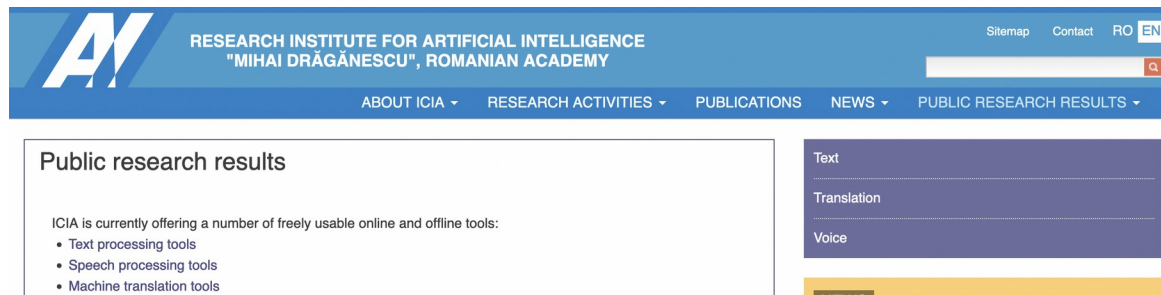 AI
RESEARCH INSTITUTE FOR ARTIFICIAL INTELLIGENCE
"MIHAI DRĂGĂNESCU", ROMANIAN ACADEMY
Sitemap Contact RO EN
ABOUT ICIA RESEARCH ACTIVITIES PUBLICATIONS NEWS PUBLIC RESEARCH RESULTS
Public research results
ICIA is currently offering a number of freely usable online and offline tools:
• Text processing tools
• Speech processing tools
• Machine translation tools
Text
Translation
Voice